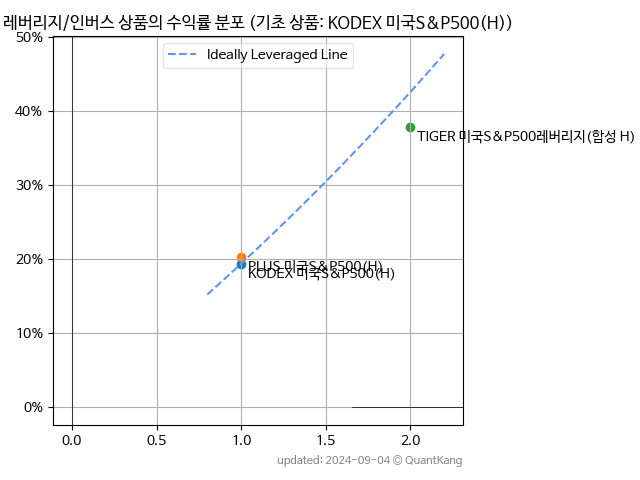 레버리지/인버스 상품의 수익률 분포 (기초 상품: KODEX 미국S&P500(H))
50%
Ideally Leveraged Line
40%
TIGER 미국S&P500레버리지(합성 H)
30%
20%
PLUS 미국S&P500(H)
KODEX 미국S&P500(H)
10%
0%
0.0 0.5 1.0 1.5 2.0
updated: 2024-09-04 © QuantKang